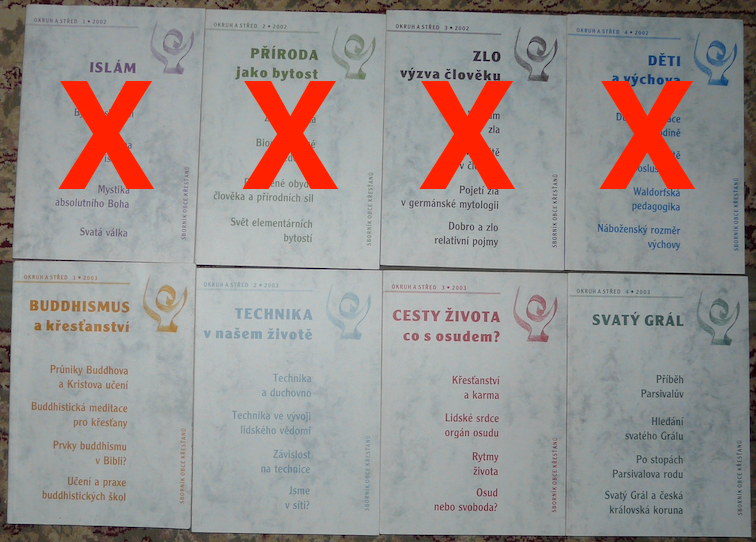 OKRUH A STŘED 1 • 2002
ISLÁM
Mystika
absolutního Boha
Svatá válka
SBORNÍK OBCE KŘESŤANŮ
OKRUH A STŘED 2 • 2002
PŘÍRODA
jako bytost
člověka a přírodních sil
Svět elementárních
bytostí
SBORNÍK OBCE KŘESŤANŮ
OKRUH A STŘED 3 • 2002
ZLO
výzva člověku
zla
Pojetí zla
v germánské mytologii
Dobro a zlo
relativní pojmy
SBORNÍK OBCE KŘESŤANŮ
OKRUH A STŘED 4 • 2002
DĚTI
a výchova
Waldorfská
pedagogika
Náboženský rozměr
výchovy
SBORNÍK OBCE KŘESŤANŮ
OKRUH A STŘED 1 • 2003
BUDDHISMUS
a křesťanství
Průniky Buddhova
a Kristova učení
Buddhistická meditace
pro křesťany
Prvky buddhismu
v Bibli?
Učení a praxe
buddhistických škol
SBORNÍK OBCE KŘESŤANŮ
OKRUH A STŘED 2 • 2003
TECHNIKA
v našem životě
Technika
a duchovno
Technika ve vývoji
lidského vědomí
Závislost
na technice
Jsme
v síti?
SBORNÍK OBCE KŘESŤANŮ
OKRUH A STŘED 3 • 2003
CESTY ŽIVOTA
co s osudem?
Křesťanství
a karma
Lidské srdce
orgán osudu
Rytmy
života
Osud
nebo svoboda?
SBORNÍK OBCE KŘESŤANŮ
OKRUH A STŘED 4 • 2003
SVATÝ GRÁL
Příběh
Parsivalův
Hledání
svatého Grálu
Po stopách
Parsivalova rodu
Svatý Grál a česká
královská koruna
SBORNÍK OBCE KŘESŤANŮ